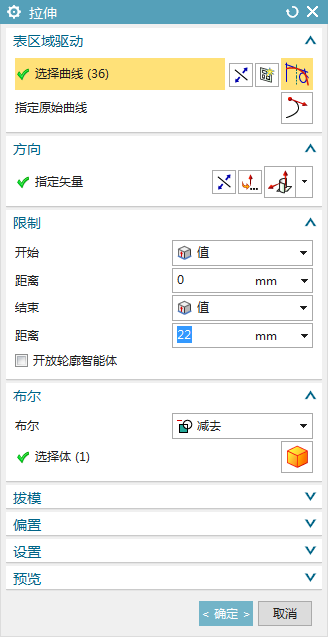 拉伸
表区域驱动
选择曲线 (36)
指定原始曲线
方向
指定矢量
限制
开始 值
距离 0 mm
结束 值
距离 22 mm
开放轮廓智能体
布尔
布尔 减去
选择体 (1)
拔模
偏置
设置
预览
< 确定 > 取消